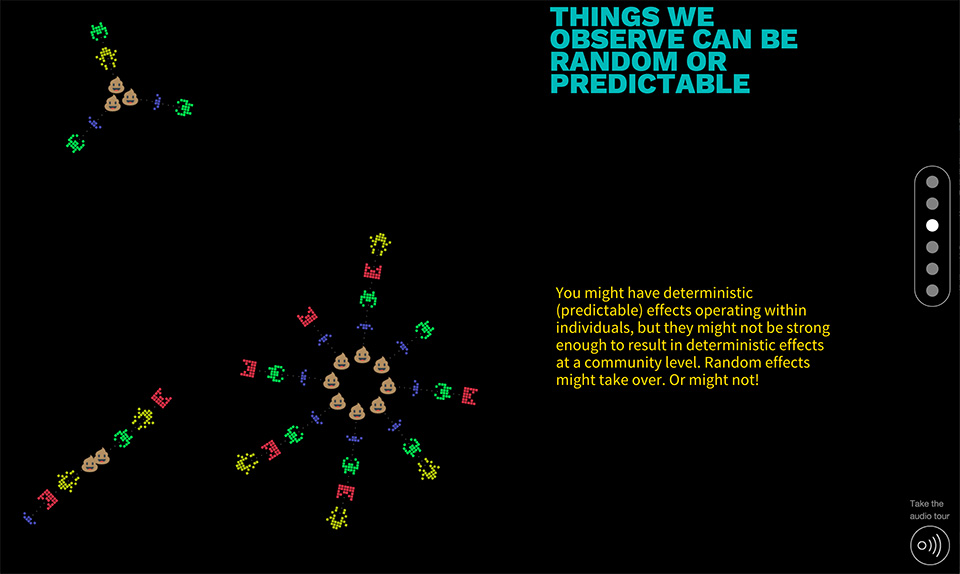 THINGS WE
OBSERVE CAN BE
RANDOM OR
PREDICTABLE
You might have deterministic
(predictable) effects operating within
individuals, but they might not be strong
enough to result in deterministic effects
at a community level. Random effects
might take over. Or might not!
Take the
audio tour